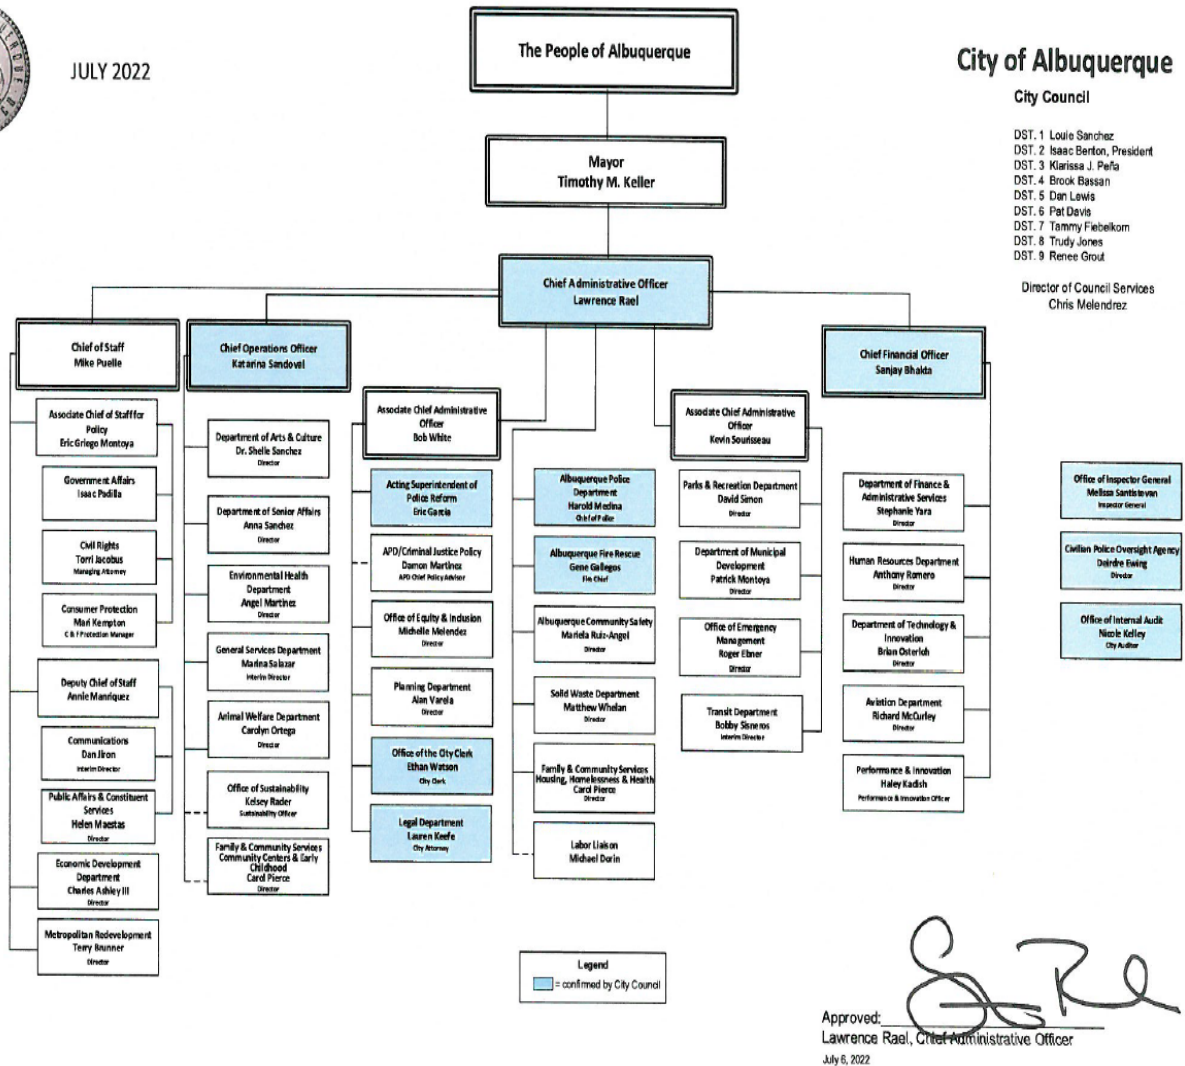 JULY 2022
The People of Albuquerque
City of Albuquerque
City Council
DST. 1 Louie Sanchez
DST. 2 Isaac Benton, President
DST. 3 Klarissa J. Peña
DST. 4 Brook Bassan
DST. 5 Dan Lewis
DST. 6 Pat Davis
DST. 7 Tammy Fiebelkorn
DST. 8 Trudy Jones
DST. 9 Renee Grout
Director of Council Services
Chris Melendrez
Mayor
Timothy M. Keller
Chief Administrative Officer
Lawrence Rael
Chief of Staff
Mike Puelle
Chief Operations Officer
Katarina Sandoval
Chief Financial Officer
Sanjay Bhakta
Associate Chief of Staff for
Policy
Eric Griego Montoya
Government Affairs
Isaac Padilla
Civil Rights
Torri Jacobus
Managing Attorney
Consumer Protection
Mari Kempton
C & F Protection Manager
Deputy Chief of Staff
Annie Manriquez
Communications
Dan Jiron
Interim Director
Public Affairs & Constituent
Services
Helen Maestas
Director
Economic Development
Department
Charles Ashley III
Director
Metropolitan Redevelopment
Terry Brunner
Director
Department of Arts & Culture
Dr. Shelle Sanchez
Director
Department of Senior Affairs
Anna Sanchez
Director
Environmental Health
Department
Angel Martinez
Director
General Services Department
Marina Salazar
Interim Director
Animal Welfare Department
Carolyn Ortega
Director
Office of Sustainability
Kelsey Rader
Sustainability Officer
Family & Community Services
Community Centers & Early
Childhood
Carol Pierce
Director
Associate Chief Administrative
Officer
Bob White
Acting Superintendent of
Police Reform
Eric Garcia
APD/Criminal Justice Policy
Damon Martinez
APD Chief Policy Advisor
Office of Equity & Inclusion
Michelle Melendez
Director
Planning Department
Alan Varela
Director
Office of the City Clerk
Ethan Watson
City Clerk
Legal Department
Lauren Keefe
City Attorney
Albuquerque Police
Department
Harold Medina
Chief of Police
Albuquerque Fire Rescue
Gene Gallegos
Fire Chief
Albuquerque Community Safety
Mariela Ruiz-Angel
Director
Solid Waste Department
Matthew Whelan
Director
Family & Community Services
Housing, Homelessness & Health
Carol Pierce
Director
Labor Liaison
Michael Dorin
Associate Chief Administrative
Officer
Kevin Sourisseau
Parks & Recreation Department
David Simon
Director
Department of Municipal
Development
Patrick Montoya
Director
Office of Emergency
Management
Roger Ebner
Director
Transit Department
Bobby Sisneros
Interim Director
Department of Finance &
Administrative Services
Stephanie Yara
Director
Human Resources Department
Anthony Romero
Director
Department of Technology &
Innovation
Brian Osterloh
Director
Aviation Department
Richard McCurley
Director
Performance & Innovation
Haley Kadish
Performance & Innovation Officer
Office of Inspector General
Melissa Santistevan
Inspector General
Civilian Police Oversight Agency
Deirdre Ewing
Director
Office of Internal Audit
Nicole Kelley
City Auditor
Legend
= confirmed by City Council
Approved:
Lawrence Rael, Chief Administrative Officer
July 6, 2022